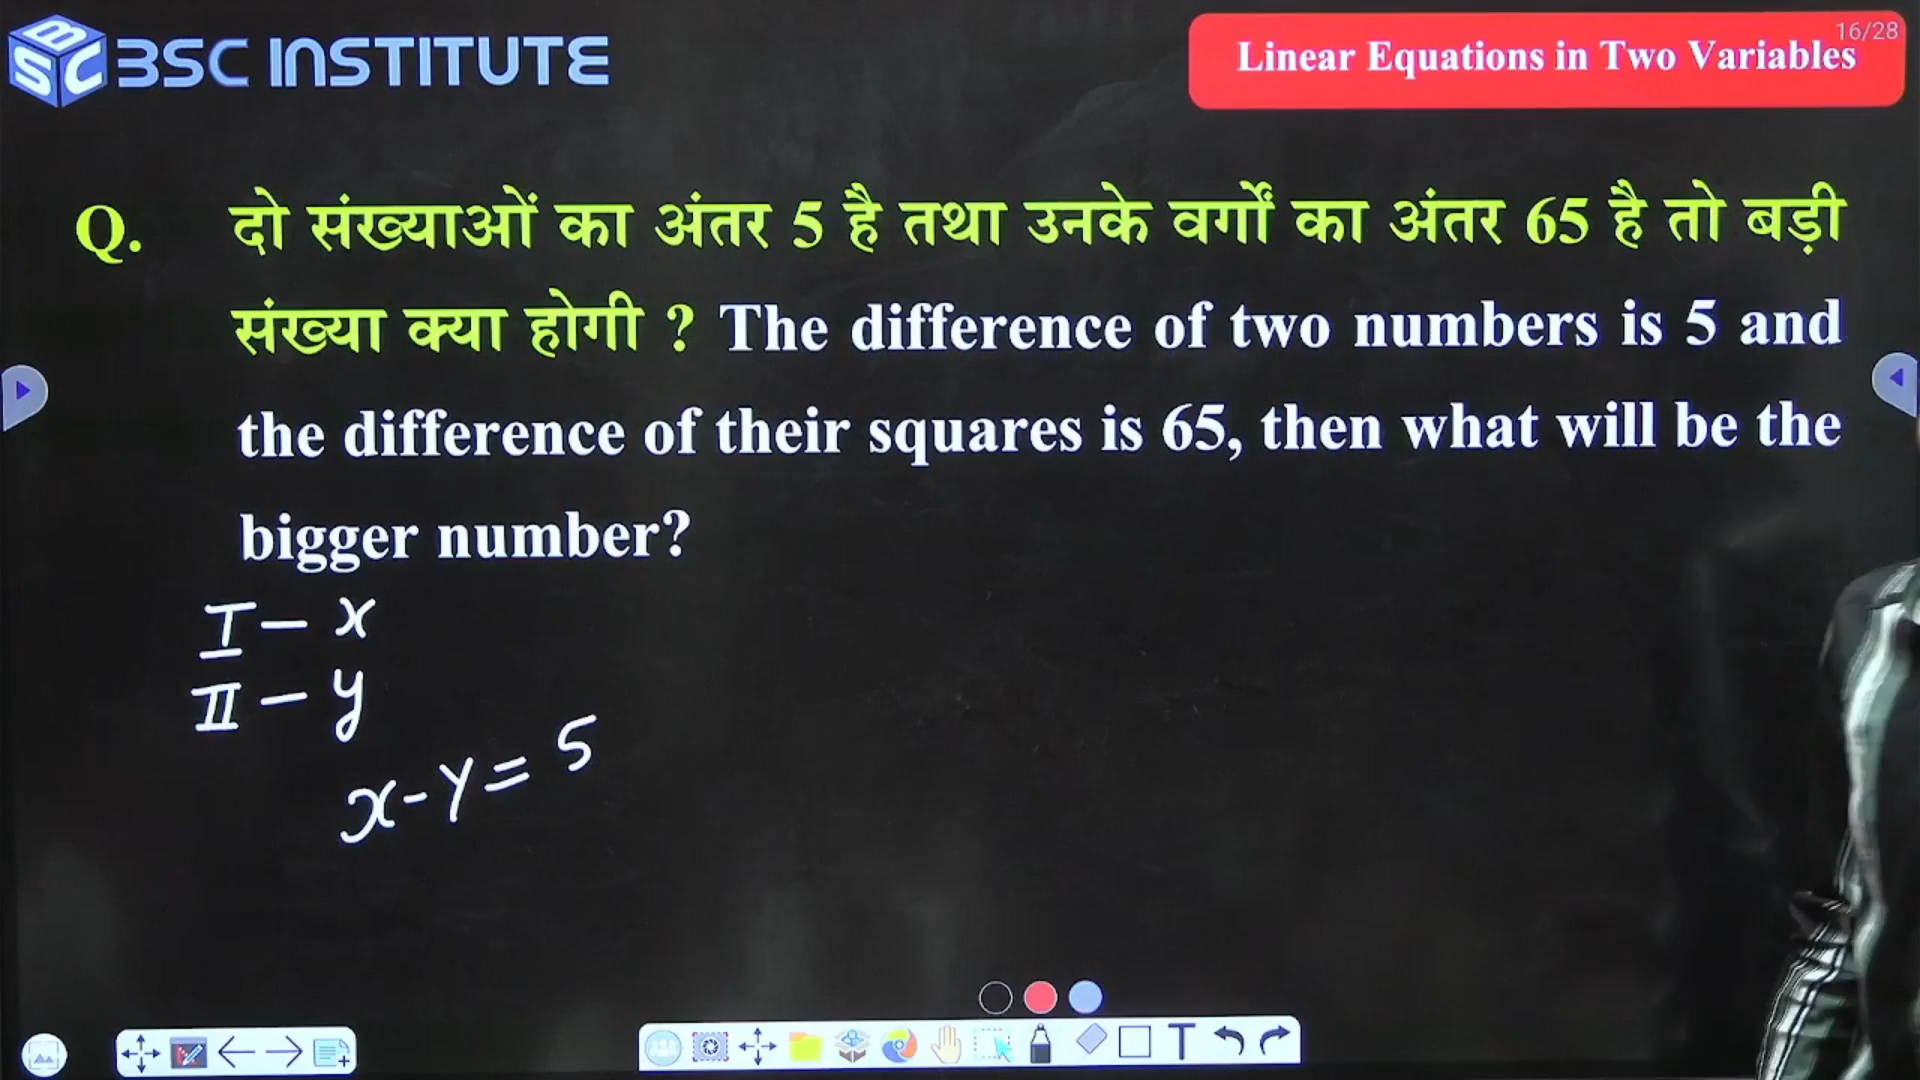 BSC BSC INSTITUTE
16/28
Linear Equations in Two Variables
Q. दो संख्याओं का अंतर 5 है तथा उनके वर्गों का अंतर 65 है तो बड़ी
संख्या क्या होगी ? The difference of two numbers is 5 and
the difference of their squares is 65, then what will be the
bigger number?
I - x
II - y
x - y = 5
T